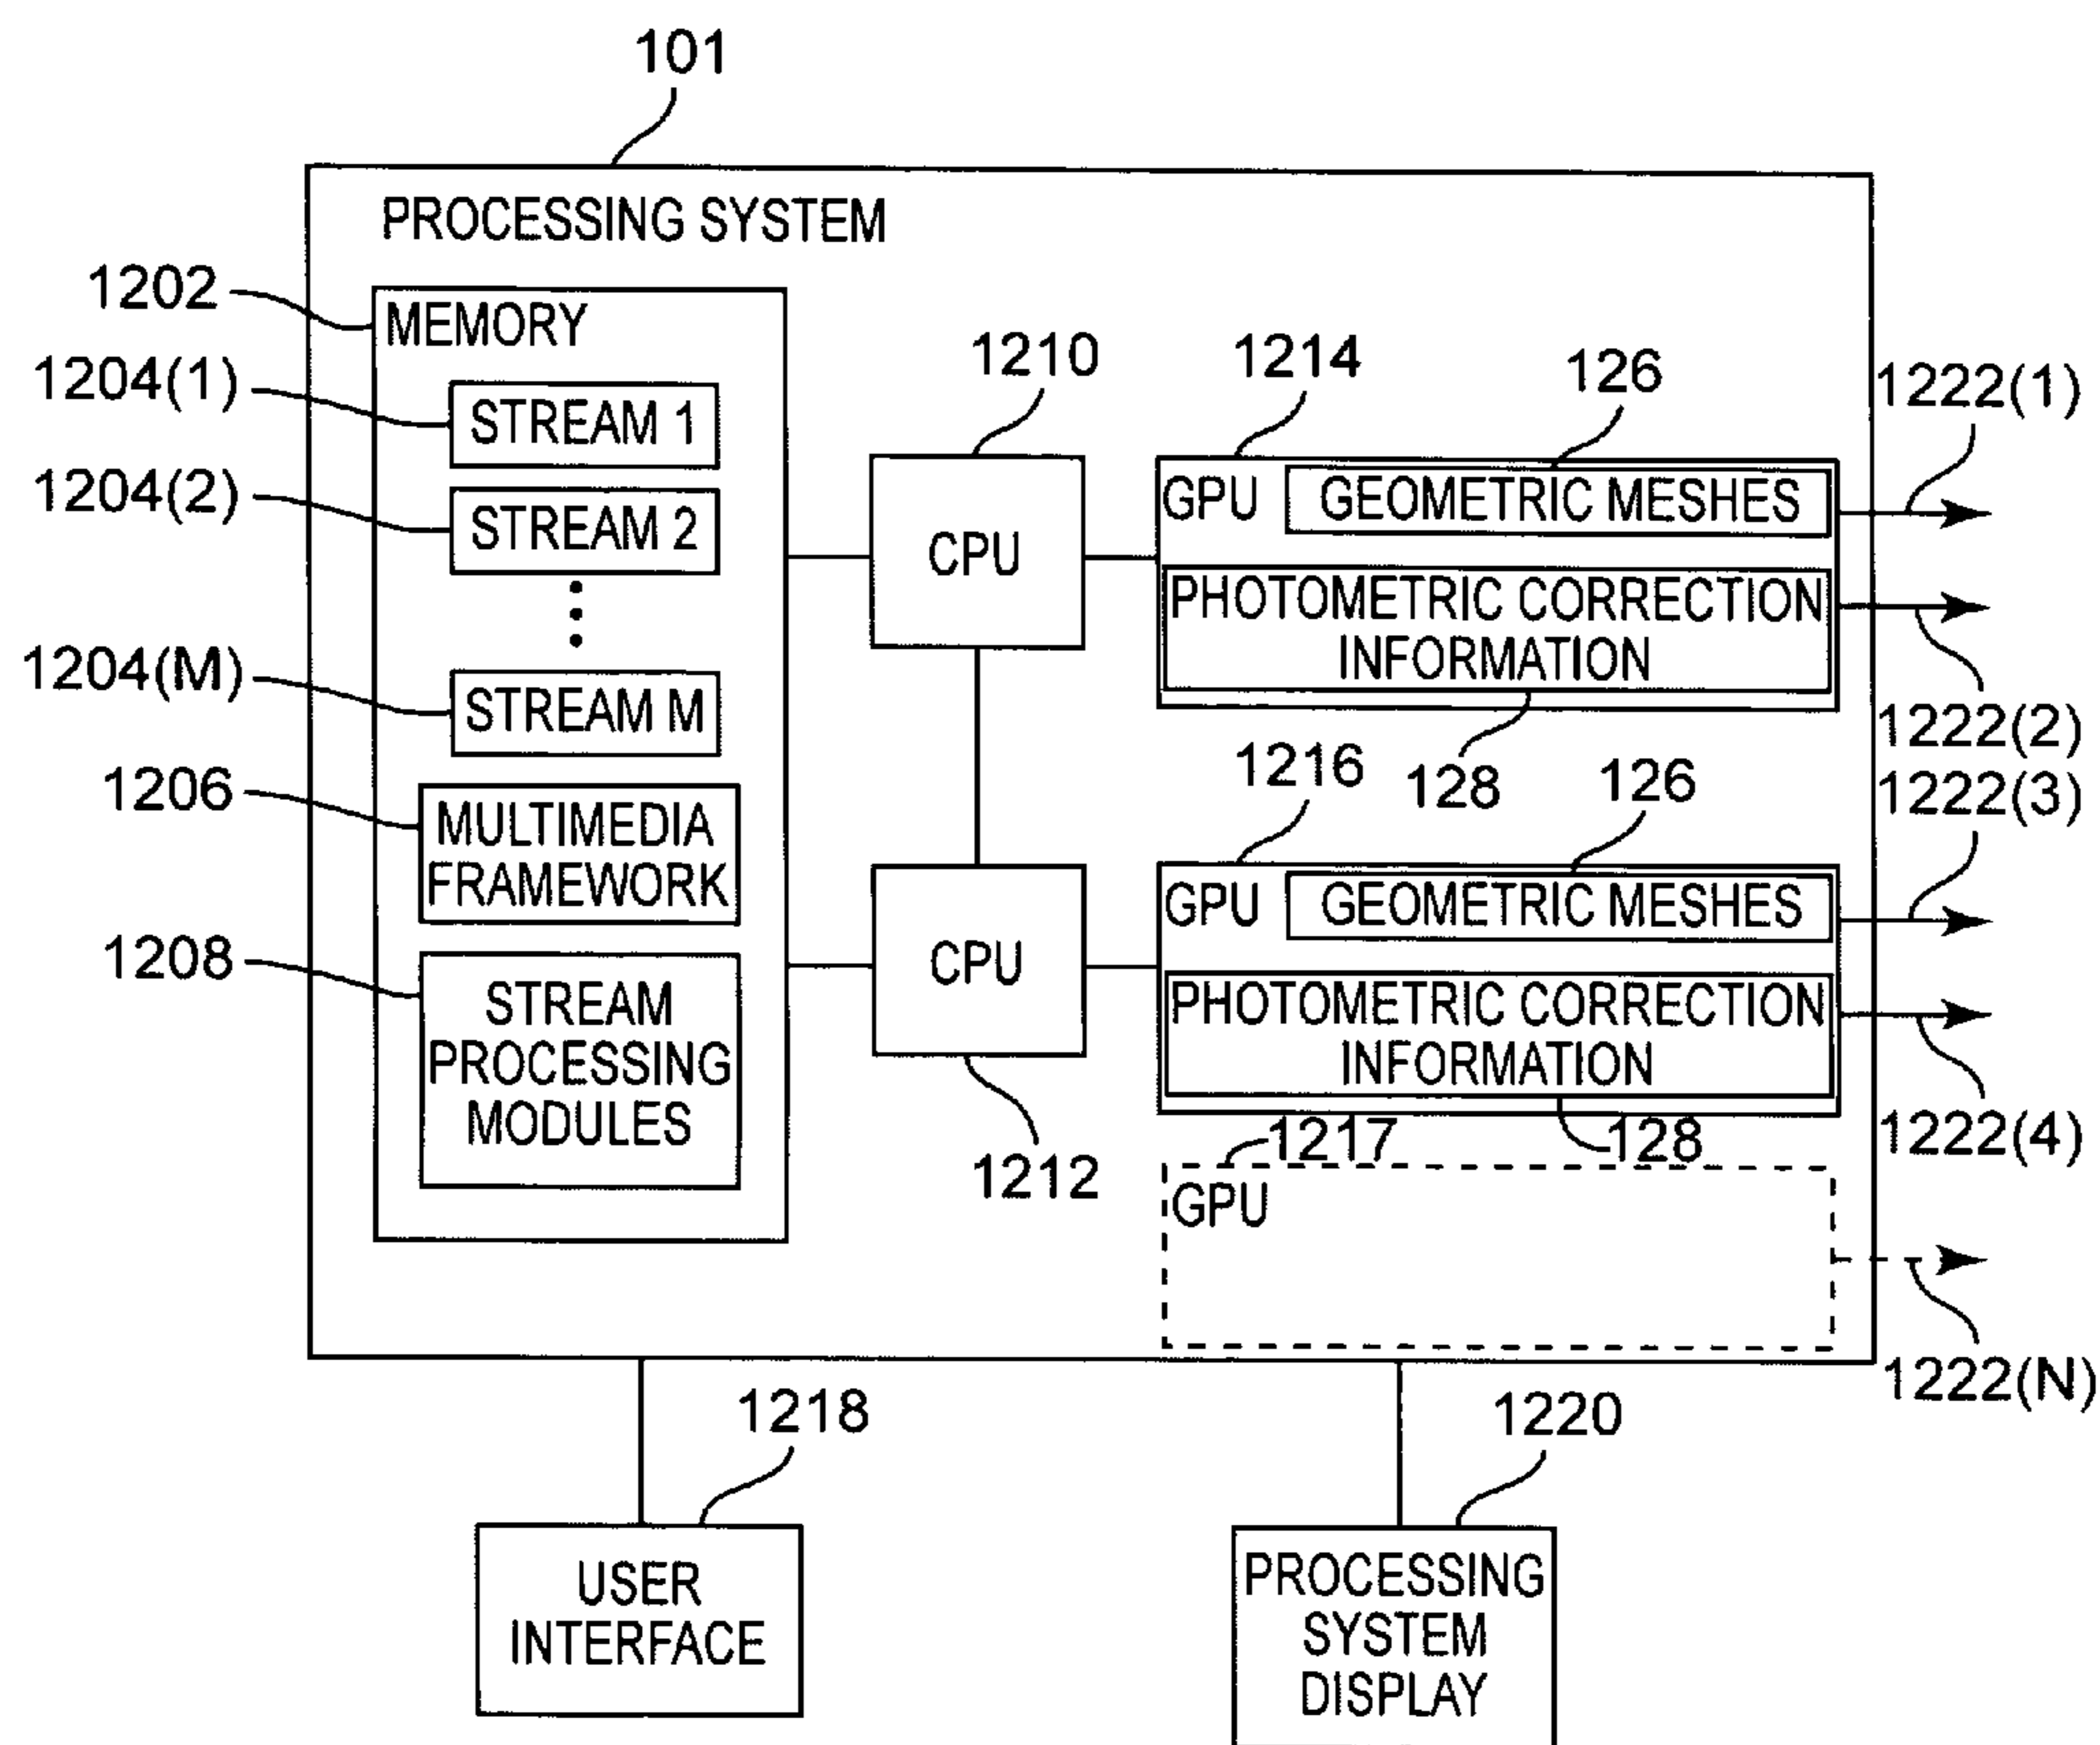 101
PROCESSING SYSTEM
1202
MEMORY
1204(1)
STREAM 1
1204(2)
STREAM 2
1204(M)
STREAM M
1206
MULTIMEDIA
FRAMEWORK
1208
STREAM
PROCESSING
MODULES
1210
CPU
CPU
1212
1214
126
GPU
GEOMETRIC MESHES
PHOTOMETRIC CORRECTION
INFORMATION
128
1222(1)
1222(2)
1216
126
GPU
GEOMETRIC MESHES
PHOTOMETRIC CORRECTION
INFORMATION
128
1222(3)
1222(4)
1217
GPU
1222(N)
1218
USER
INTERFACE
1220
PROCESSING
SYSTEM
DISPLAY